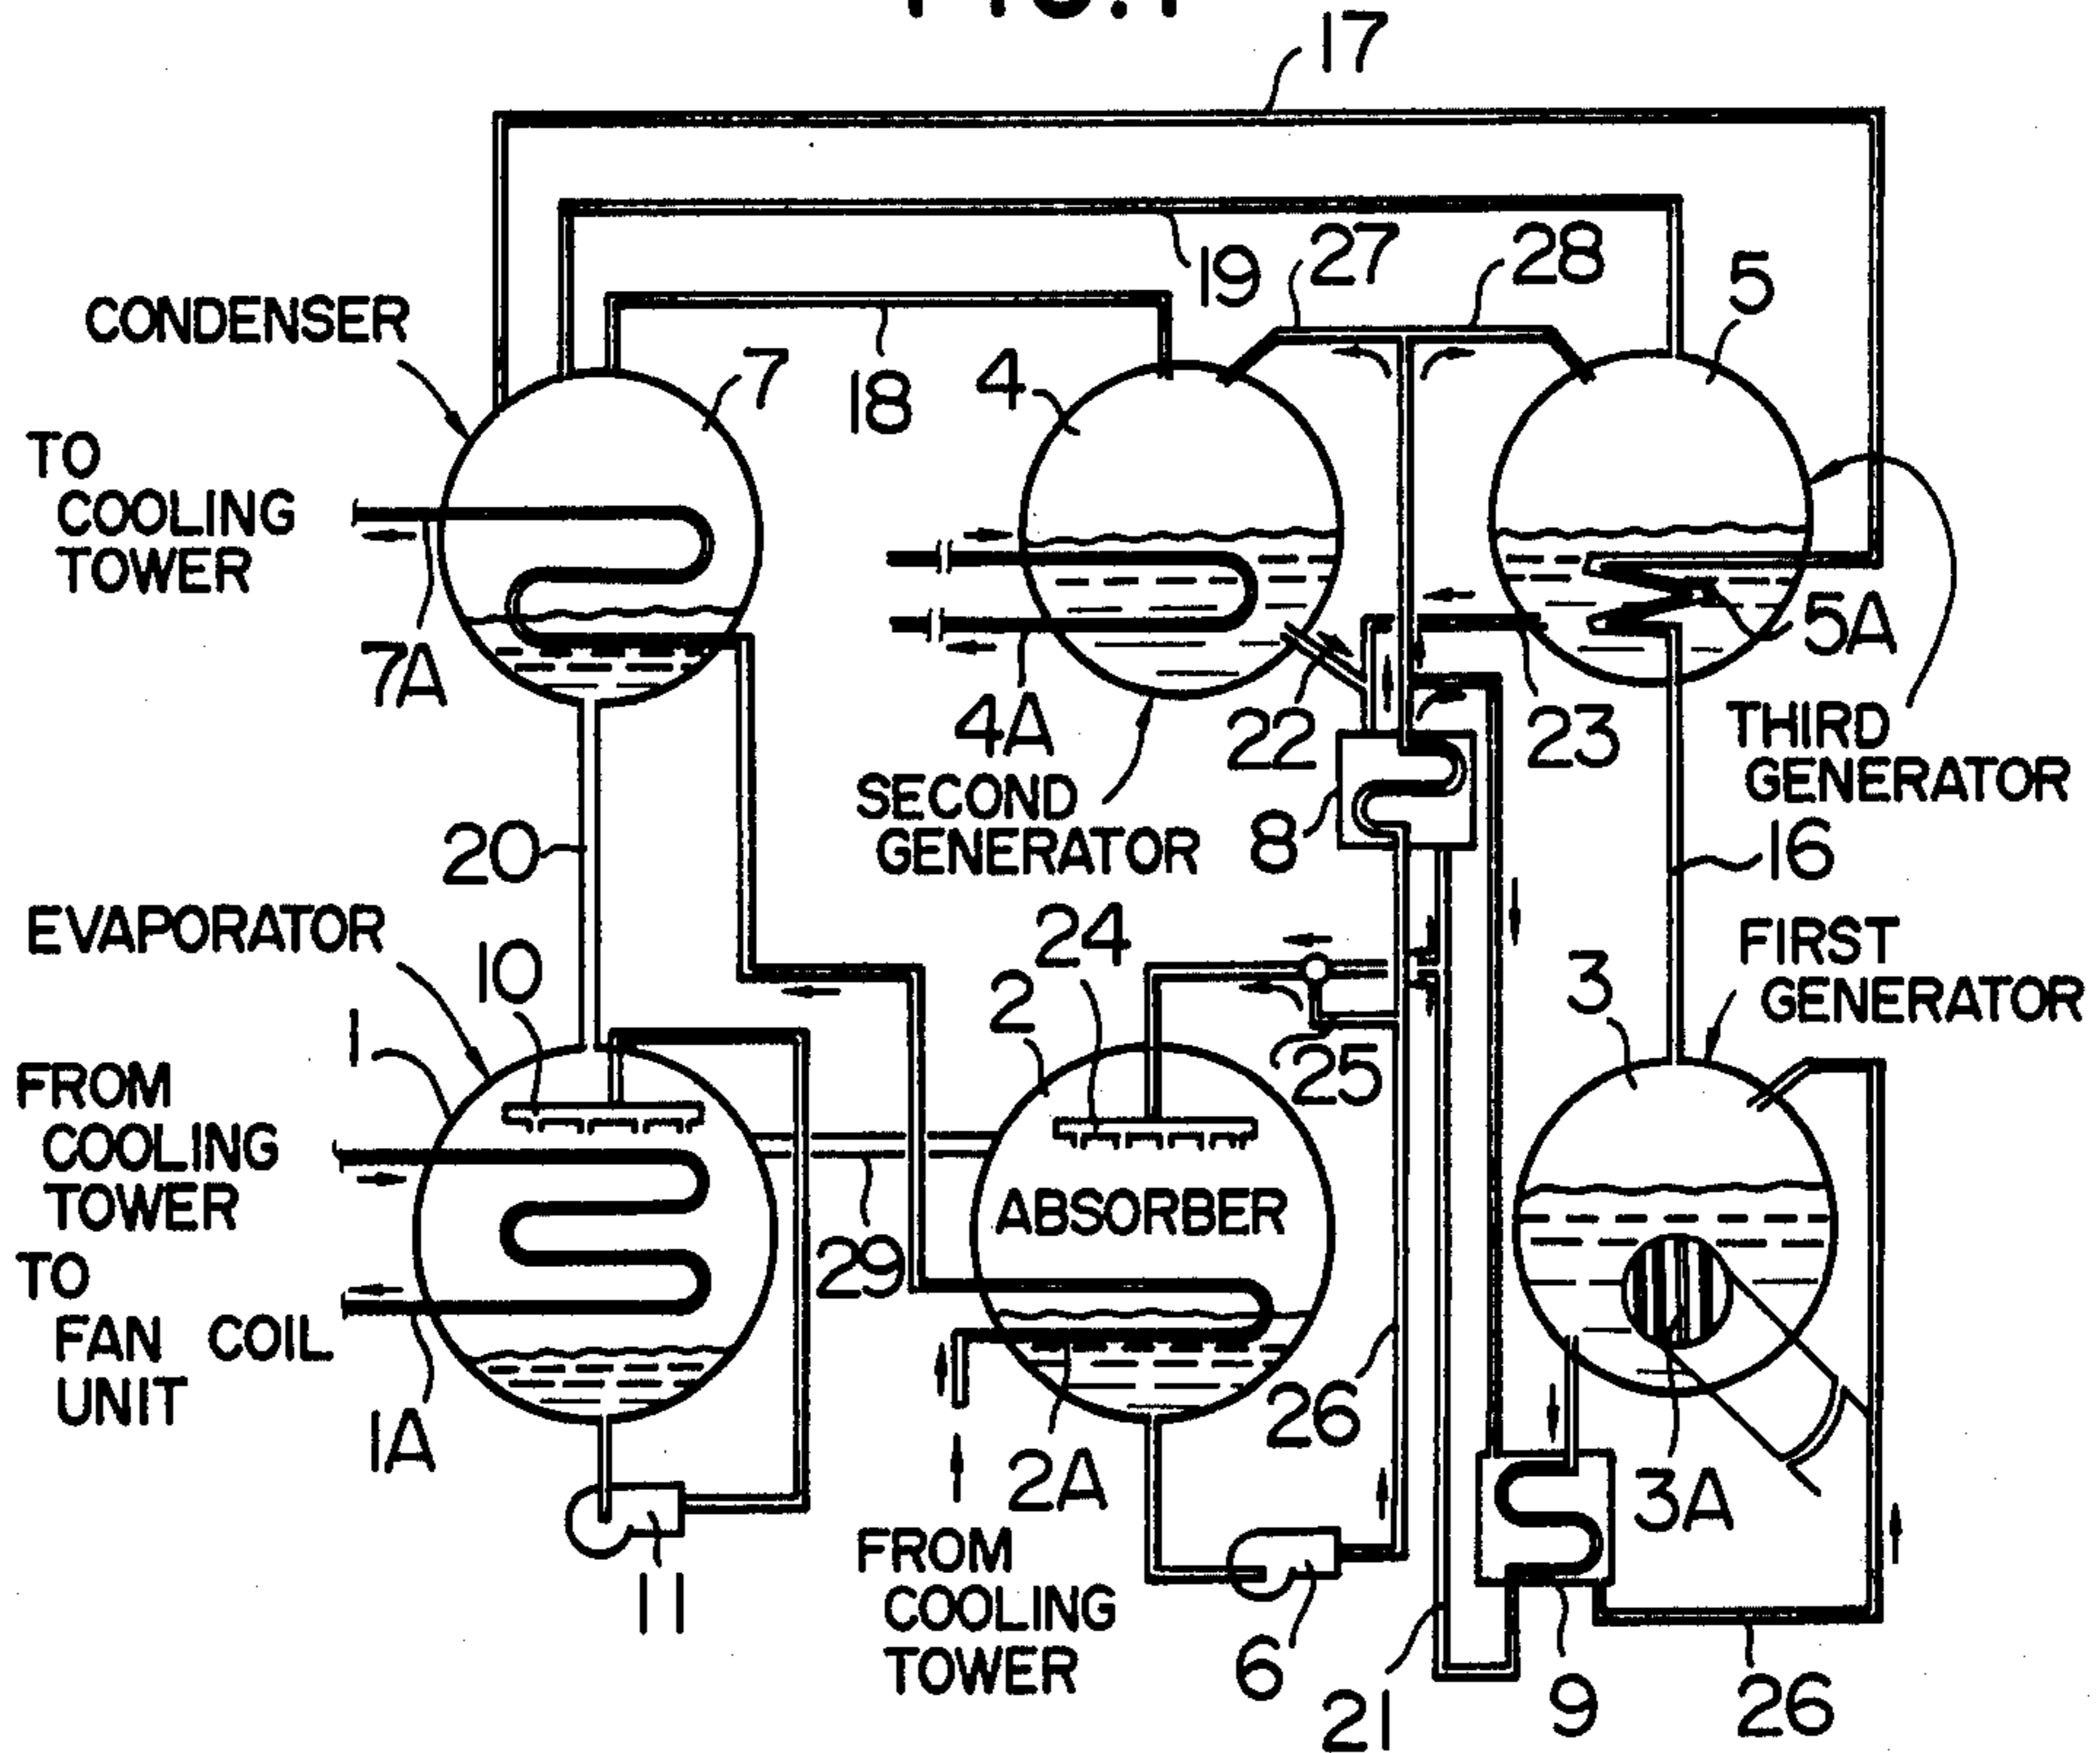 FIG.1
17
19
27
28
5
CONDENSER
7
18
4
TO
COOLING
TOWER
5A
7A
4A
22
23
THIRD
GENERATOR
SECOND
GENERATOR
8
20
16
EVAPORATOR
10
24
2
3
FIRST
GENERATOR
1
25
FROM
COOLING
TOWER
ABSORBER
29
TO
FAN COIL
UNIT
1A
2A
26
3A
11
FROM
COOLING
TOWER
6
21
9
26